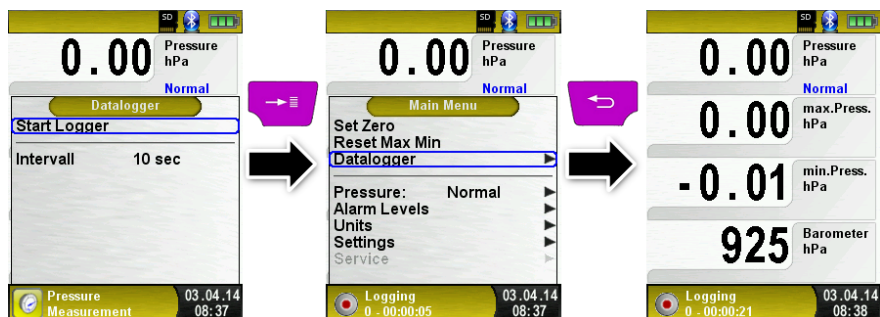 SD
0.00 Pressure
hPa
Normal
Datalogger
Start Logger
Intervall 10 sec
Pressure
Measurement
03.04.14
08:37
SD
0.00 Pressure
hPa
Normal
Main Menu
Set Zero
Reset Max Min
Datalogger
Pressure: Normal
Alarm Levels
Units
Settings
Service
Logging
0 - 00:00:05
03.04.14
08:37
SD
0.00 Pressure
hPa
Normal
0.00 max.Press.
hPa
-0.01 min.Press.
hPa
925 Barometer
hPa
Logging
0 - 00:00:21
03.04.14
08:38